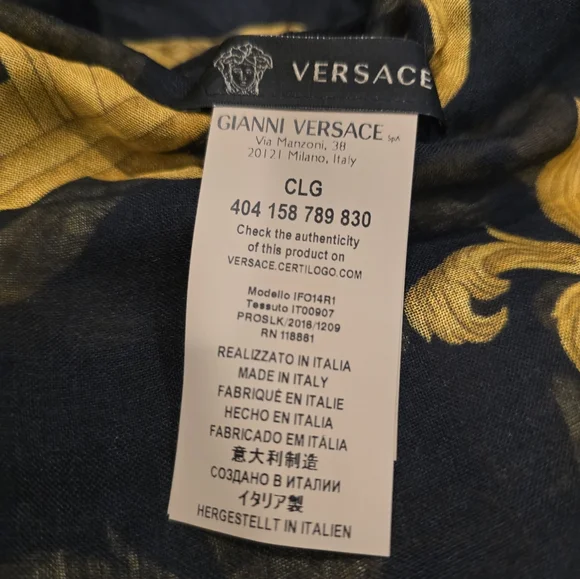 VERSACE
GIANNI VERSACE SpA
Via Manzoni, 38
20121 Milano, Italy
CLG
404 158 789 830
Check the authenticity
of this product on
VERSACE.CERTILOGO.COM
Modello IFO14R1
Tessuto IT00907
PROSLK/2016/1209
RN 118861
REALIZZATO IN ITALIA
MADE IN ITALY
FABRIQUÉ EN ITALIE
HECHO EN ITALIA
FABRICADO EM ITÀLIA
意大利制造
СОЗДАНО В ИТАЛИИ
イタリア製
HERGESTELLT IN ITALIEN